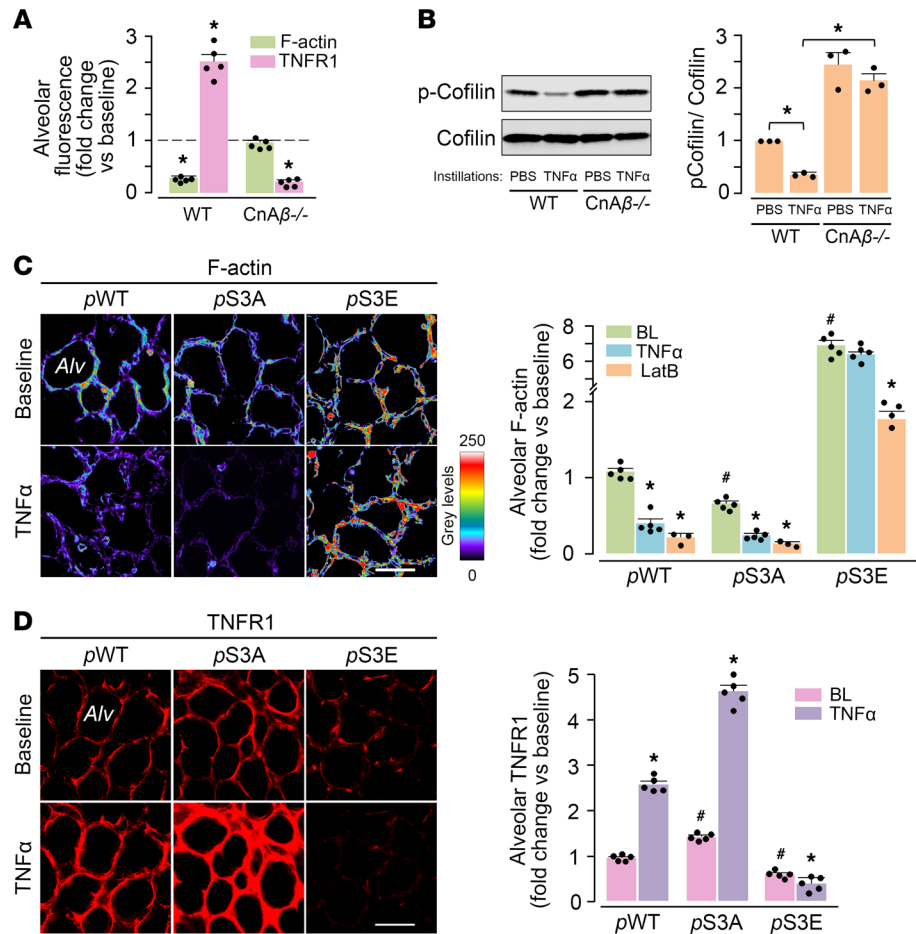 A
Alveolar
fluorescence
(fold change
vs baseline)
3
2
1
0
*
*
*
F-actin
TNFR1
WT
CnAβ-/-
B
p-Cofilin
Cofilin
Instillations: PBS TNFα PBS TNFα
WT CnAβ-/-
pCofilin/ Cofilin
3
2
1
0
*
*
PBS TNFα PBS TNFα
WT CnAβ-/-
C
F-actin
pWT pS3A pS3E
Baseline
Alv
TNFα
250
Grey levels
0
Alveolar F-actin
(fold change vs baseline)
8
7
6
2
1
0
BL
TNFα
LatB
*
*
#
*
*
#
*
pWT pS3A pS3E
D
TNFR1
pWT pS3A pS3E
Baseline
Alv
TNFα
Alveolar TNFR1
(fold change vs baseline)
5
4
3
2
1
0
BL
TNFα
*
#
*
#
*
pWT pS3A pS3E